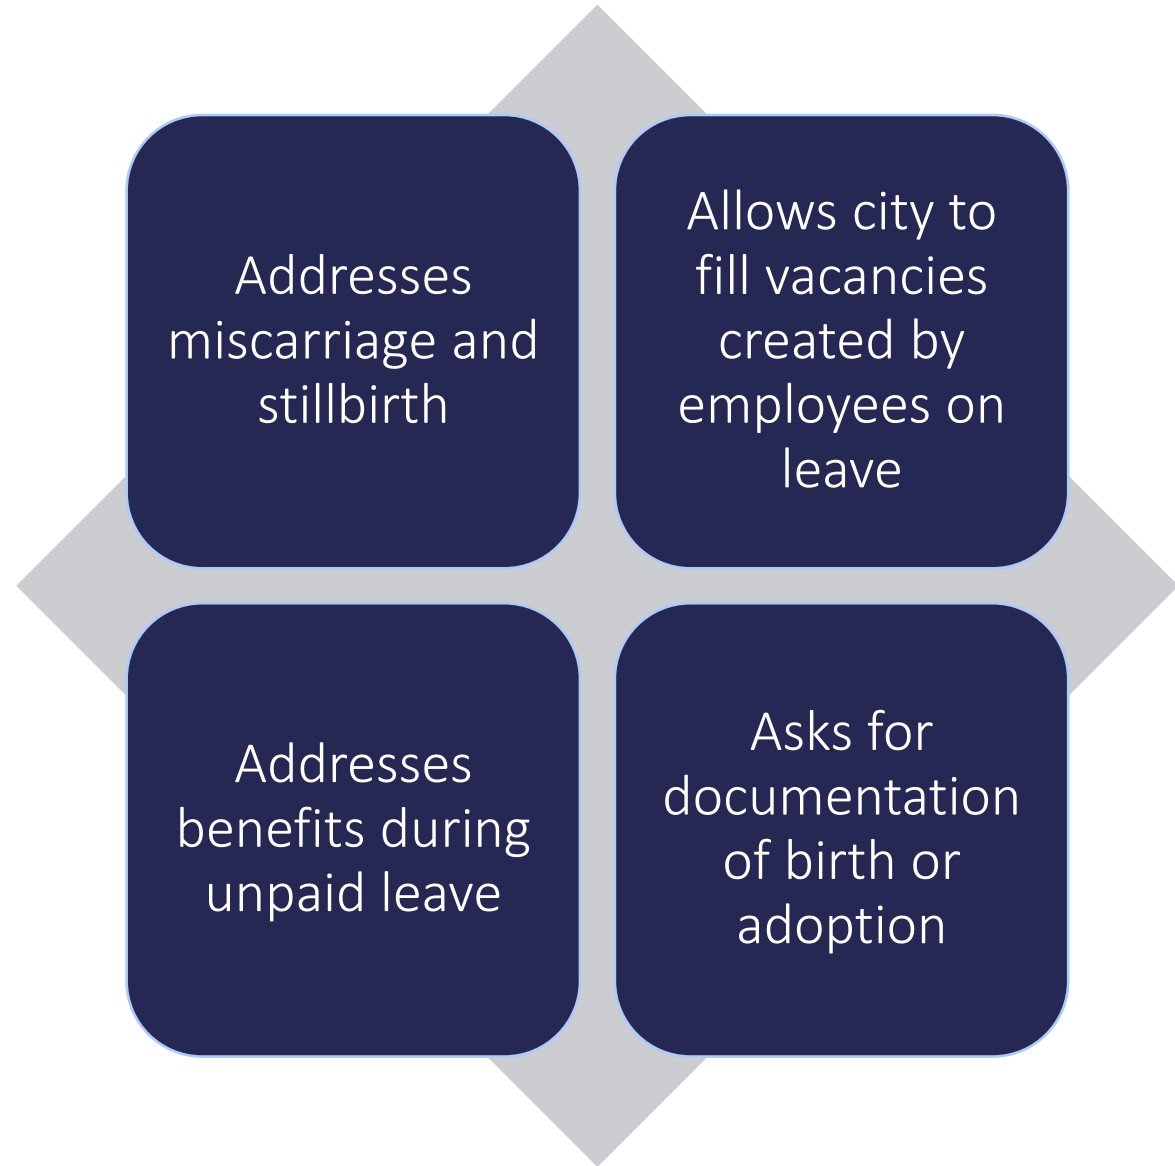 Addresses
miscarriage and
stillbirth
Allows city to
fill vacancies
created by
employees on
leave
Addresses
benefits during
unpaid leave
Asks for
documentation
of birth or
adoption